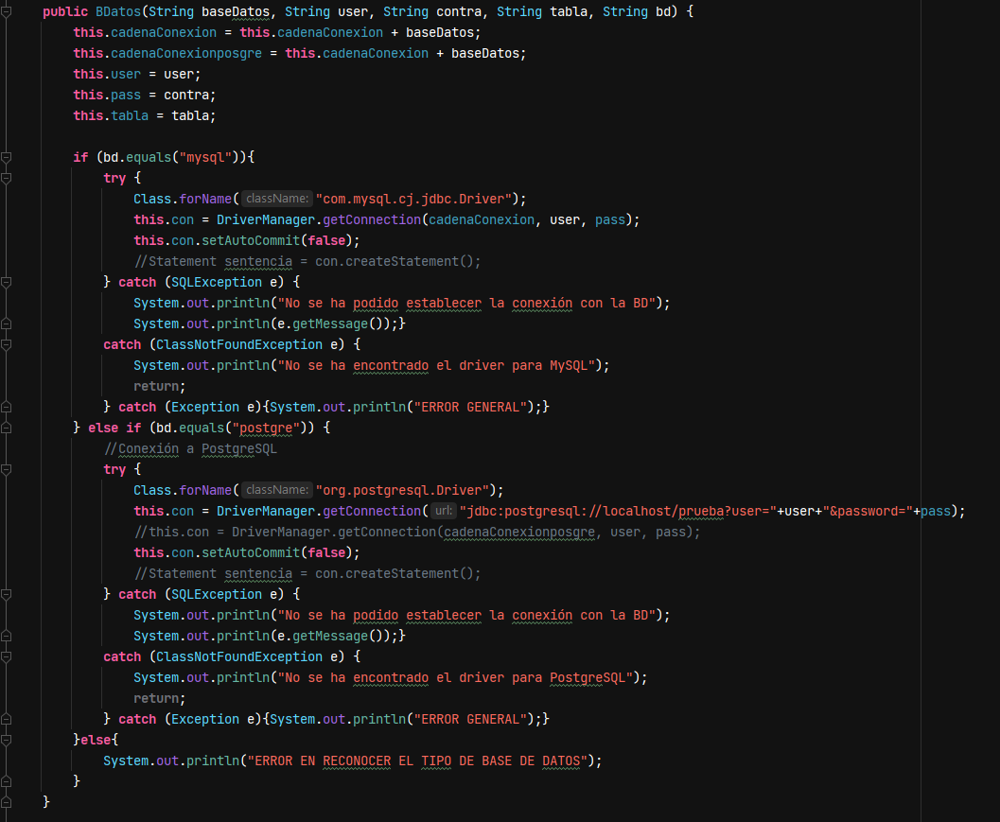 public BDatos(String baseDatos, String user, String contra, String tabla, String bd) {
this.cadenaConexion = this.cadenaConexion + baseDatos;
this.cadenaConexionposgre = this.cadenaConexion + baseDatos;
this.user = user;
this.pass = contra;
this.tabla = tabla;
if (bd.equals("mysql")){
try {
Class.forName( className: "com.mysql.cj.jdbc.Driver");
this.con = DriverManager.getConnection(cadenaConexion, user, pass);
this.con.setAutoCommit(false);
//Statement sentencia = con.createStatement();
} catch (SQLException e) {
System.out.println("No se ha podido establecer la conexión con la BD");
System.out.println(e.getMessage());}
catch (ClassNotFoundException e) {
System.out.println("No se ha encontrado el driver para MySQL");
return;
} catch (Exception e){System.out.println("ERROR GENERAL");}
} else if (bd.equals("postgre")) {
//Conexión a PostgreSQL
try {
Class.forName( className: "org.postgresql.Driver");
this.con = DriverManager.getConnection( url: "jdbc:postgresql://localhost/prueba?user="+user+"&password="+pass);
//this.con = DriverManager.getConnection(cadenaConexionposgre, user, pass);
this.con.setAutoCommit(false);
//Statement sentencia = con.createStatement();
} catch (SQLException e) {
System.out.println("No se ha podido establecer la conexión con la BD");
System.out.println(e.getMessage());}
catch (ClassNotFoundException e) {
System.out.println("No se ha encontrado el driver para PostgreSQL");
return;
} catch (Exception e){System.out.println("ERROR GENERAL");}
}else{
System.out.println("ERROR EN RECONOCER EL TIPO DE BASE DE DATOS");
}
}